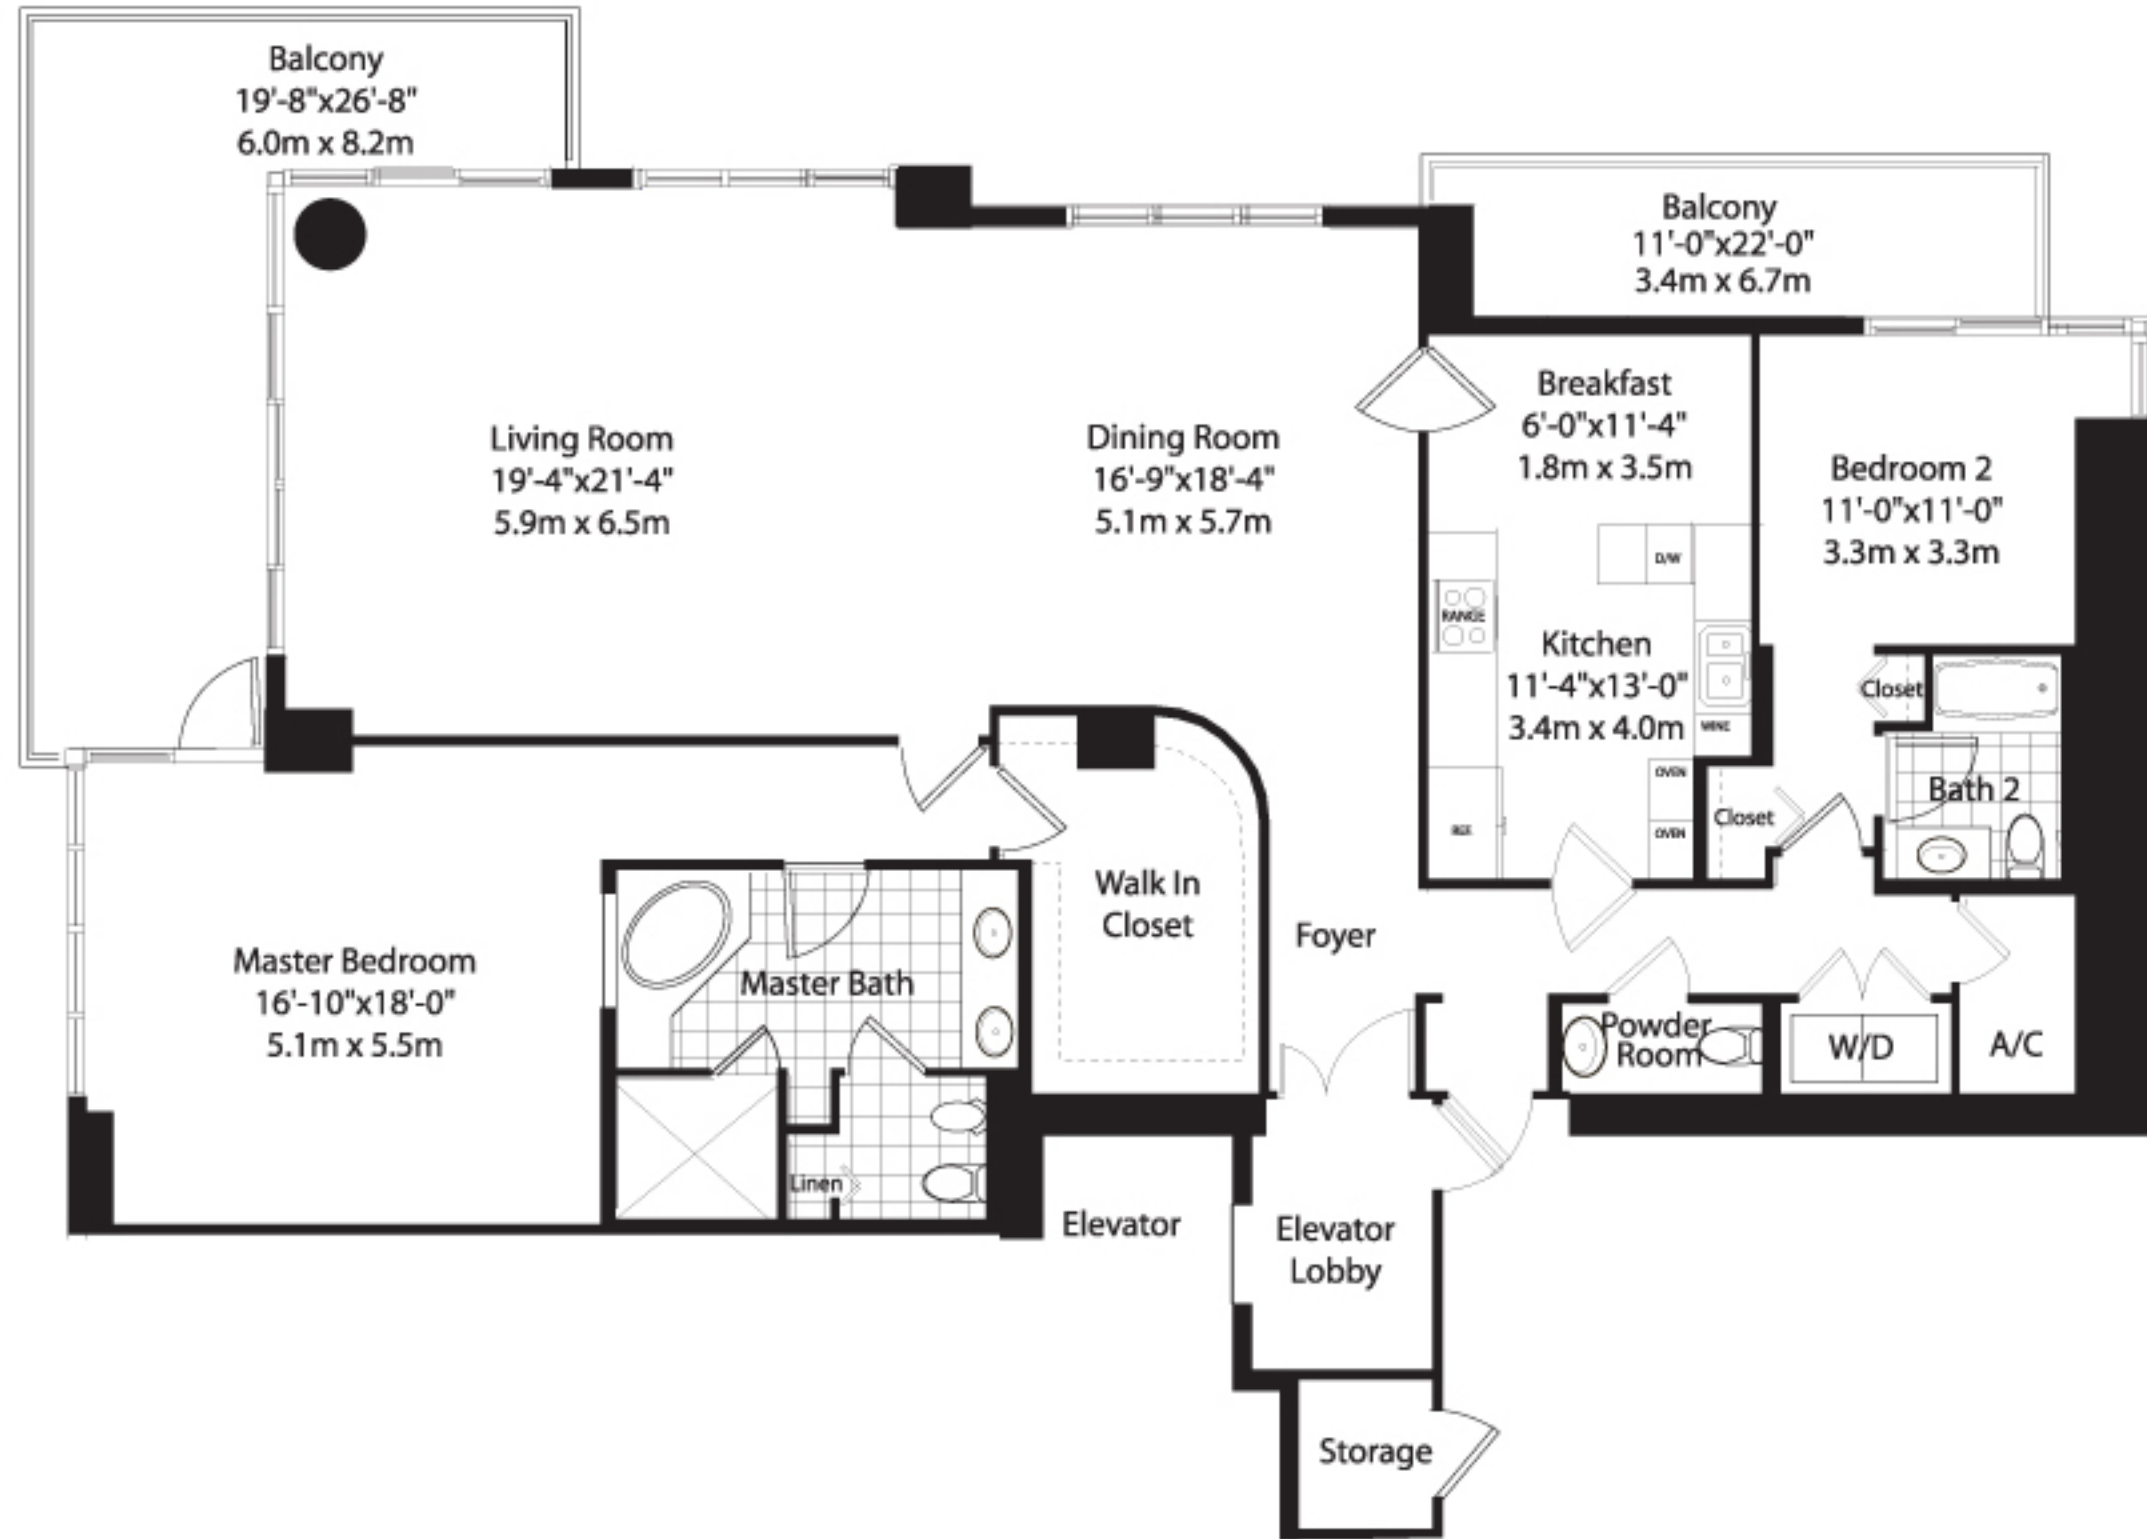 Balcony
19'-8"x26'-8"
6.0m x 8.2m
Balcony
11'-0"x22'-0"
3.4m x 6.7m
Living Room
19'-4"x21'-4"
5.9m x 6.5m
Dining Room
16'-9"x18'-4"
5.1m x 5.7m
Breakfast
6'-0"x11'-4"
1.8m x 3.5m
Bedroom 2
11'-0"x11'-0"
3.3m x 3.3m
D/W
RANGE
Kitchen
11'-4"x13'-0"
3.4m x 4.0m
WINE
OVEN
OVEN
REF
Closet
Closet
Bath 2
Walk In
Closet
Foyer
Master Bedroom
16'-10"x18'-0"
5.1m x 5.5m
Master Bath
Linen
Powder
Room
W/D
A/C
Elevator
Elevator
Lobby
Storage